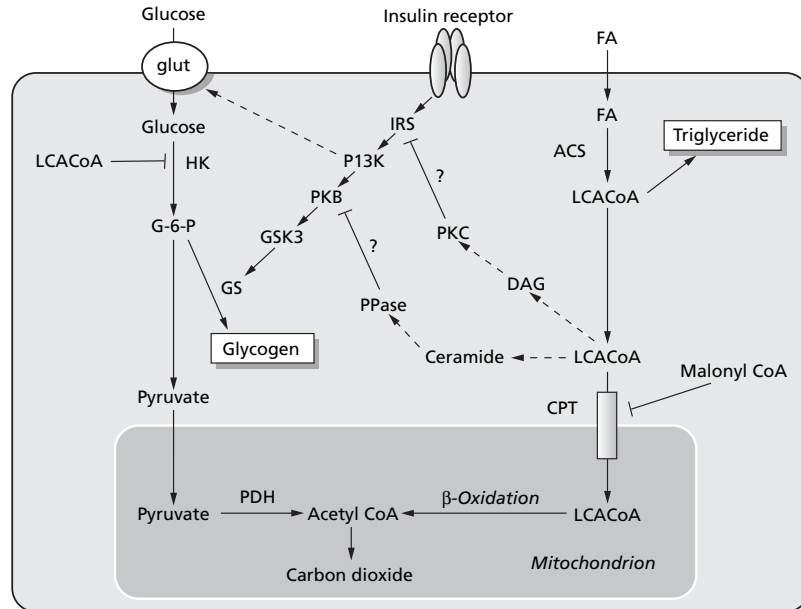 Glucose
Insulin receptor
FA
glut
Glucose
IRS
FA
LCACoA
HK
P13K
ACS
Triglyceride
PKB
LCACoA
G-6-P
GSK3
?
?
PKC
GS
DAG
PPase
Glycogen
Ceramide
LCACoA
Malonyl CoA
Pyruvate
CPT
PDH
β-Oxidation
Pyruvate
Acetyl CoA
LCACoA
Mitochondrion
Carbon dioxide